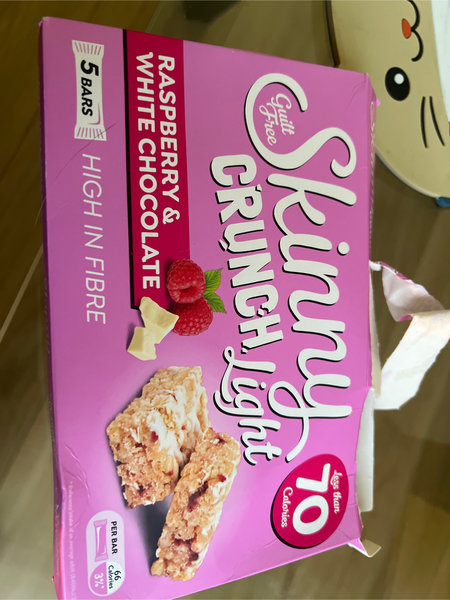 Guilt
Free
Skinny
CRUNCH
Light
RASPBERRY &
WHITE CHOCOLATE
5 BARS
HIGH IN FIBRE
Less than
70
Calories
PER BAR
66
Calories
3%*